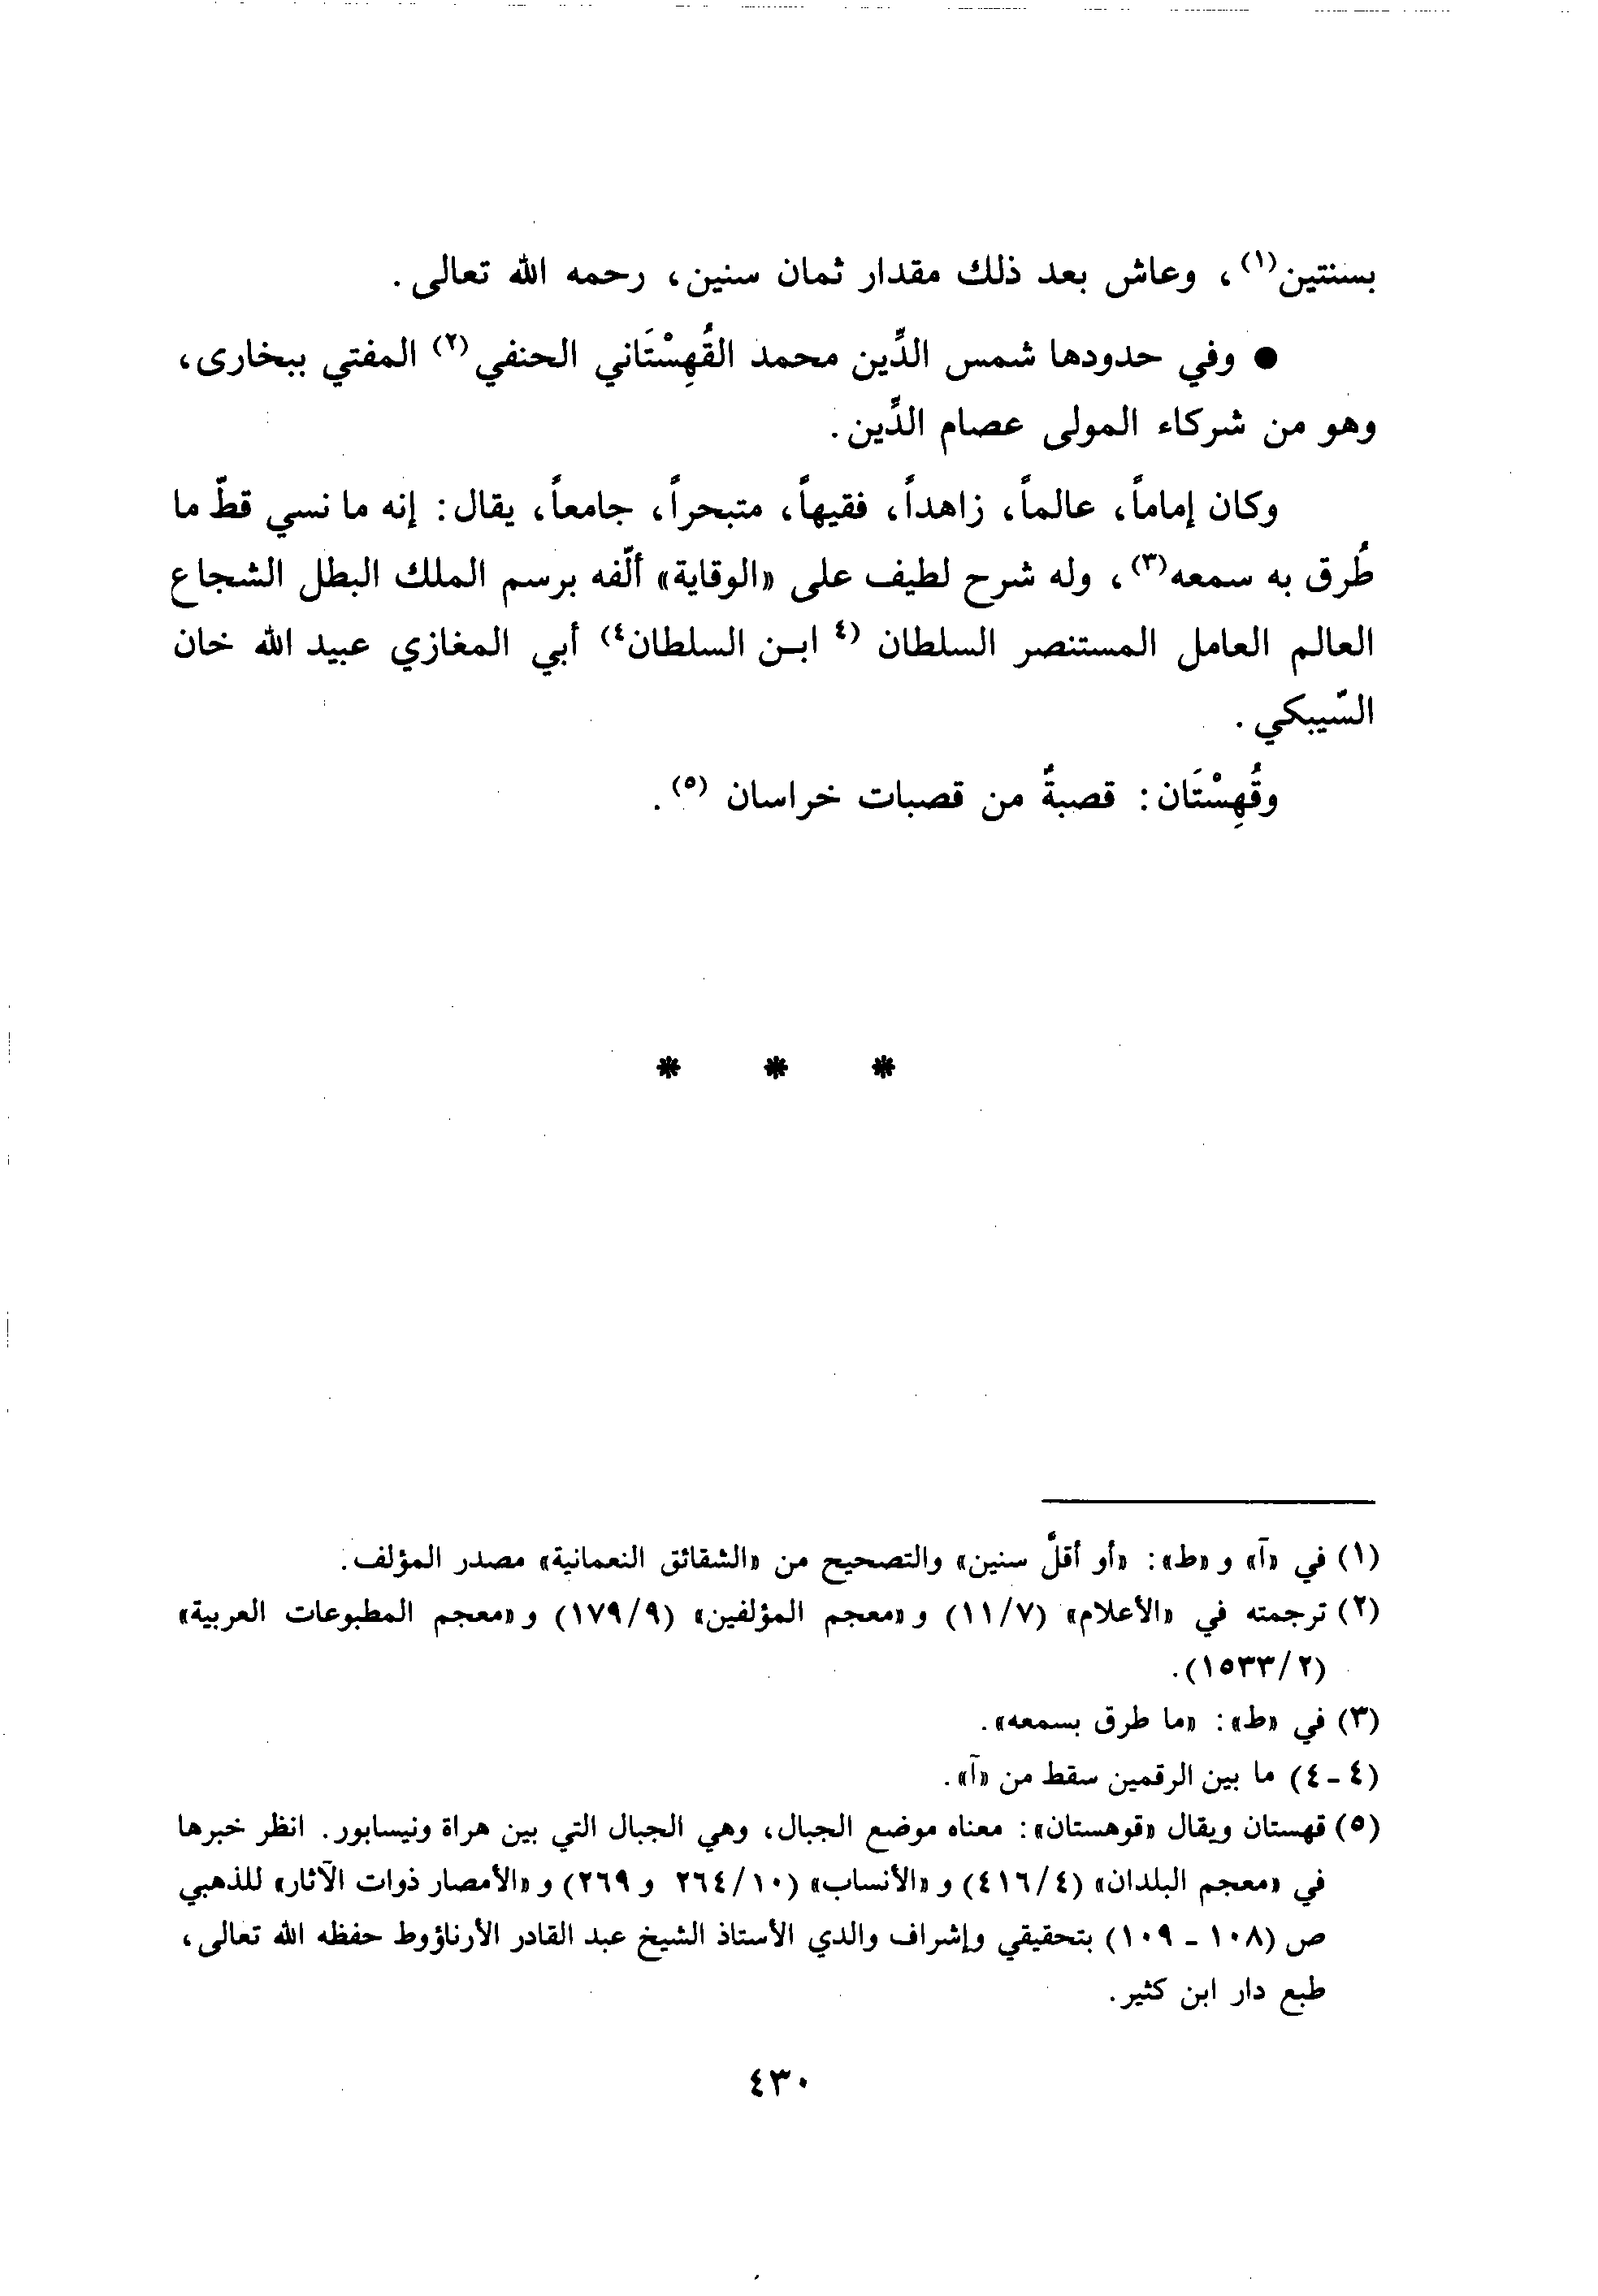 بسنتين(١)، وعاش بعد ذلك مقدار ثمان سنين، رحمه الله تعالى.
● وفي حدودها شمس الدِّين محمد القُهِسْتَاني الحنفي(٢) المفتي ببخارى،
وهو من شركاء المولى عصام الدِّين.
وكان إماماً، عالماً، زاهداً، فقيهاً، متبحراً، جامعاً، يقال: إنه ما نسي قطّ ما
طُرق به سمعه(٣)، وله شرح لطيف على «الوقاية» ألّفه برسم الملك البطل الشجاع
العالم العامل المستنصر السلطان (٤ ابن السلطان٤) أبي المغازي عبيد الله خان
السّيبكي.
وقُهِسْتَان: قصبةٌ من قصبات خراسان (٥).
* * *
(١) في «آ» و«ط»: «أو أقلَّ سنين» والتصحيح من «الشقائق النعمانية» مصدر المؤلف.
(٢) ترجمته في «الأعلام» (١١/٧) و«معجم المؤلفين» (١٧٩/٩) و«معجم المطبوعات العربية»
(١٥٣٣/٢).
(٣) في «ط»: «ما طرق بسمعه».
(٤ - ٤) ما بين الرقمين سقط من «آ».
(٥) قهستان ويقال «قوهستان»: معناه موضع الجبال، وهي الجبال التي بين هراة ونيسابور. انظر خبرها
في «معجم البلدان» (٤١٦/٤) و«الأنساب» (٢٦٤/١٠ و ٢٦٩) و«الأمصار ذوات الآثار» للذهبي
ص (١٠٨ - ١٠٩) بتحقيقي وإشراف والدي الأستاذ الشيخ عبد القادر الأرناؤوط حفظه الله تعالى،
طبع دار ابن كثير.
٤٣٠